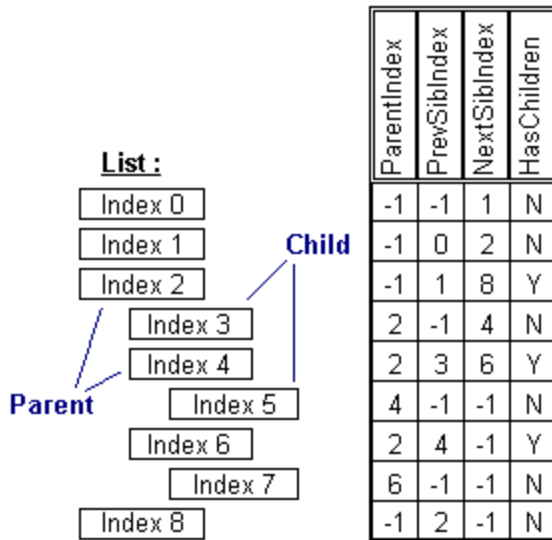 ParentIndex PrevSibIndex NextSibIndex HasChildren
List :
Index 0 -1 -1 1 N
Index 1 Child -1 0 2 N
Index 2 -1 1 8 Y
Index 3 2 -1 4 N
Index 4 2 3 6 Y
Parent Index 5 4 -1 -1 N
Index 6 2 4 -1 Y
Index 7 6 -1 -1 N
Index 8 -1 2 -1 N